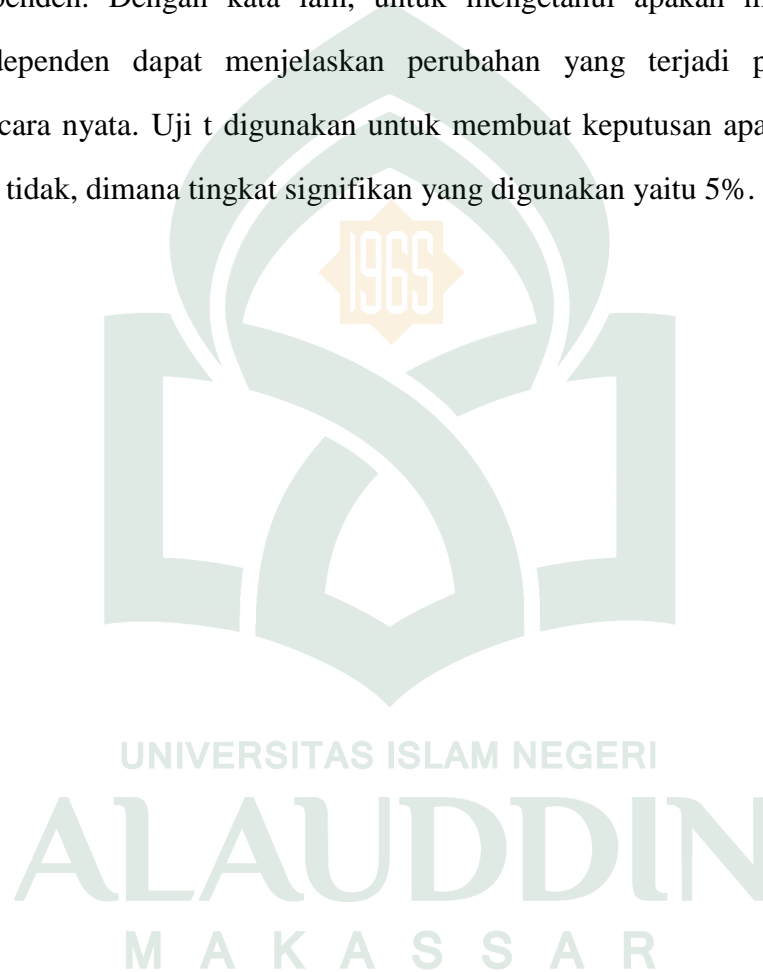 penden. Dengan kata lain, untuk mengetahui apakah
dependen dapat menjelaskan perubahan yang terjadi p
cara nyata. Uji t digunakan untuk membuat keputusan apa
tidak, dimana tingkat signifikan yang digunakan yaitu 5%.
1965
UNIVERSITAS ISLAM NEGERI
ALAUDDIN
MAKASSAR